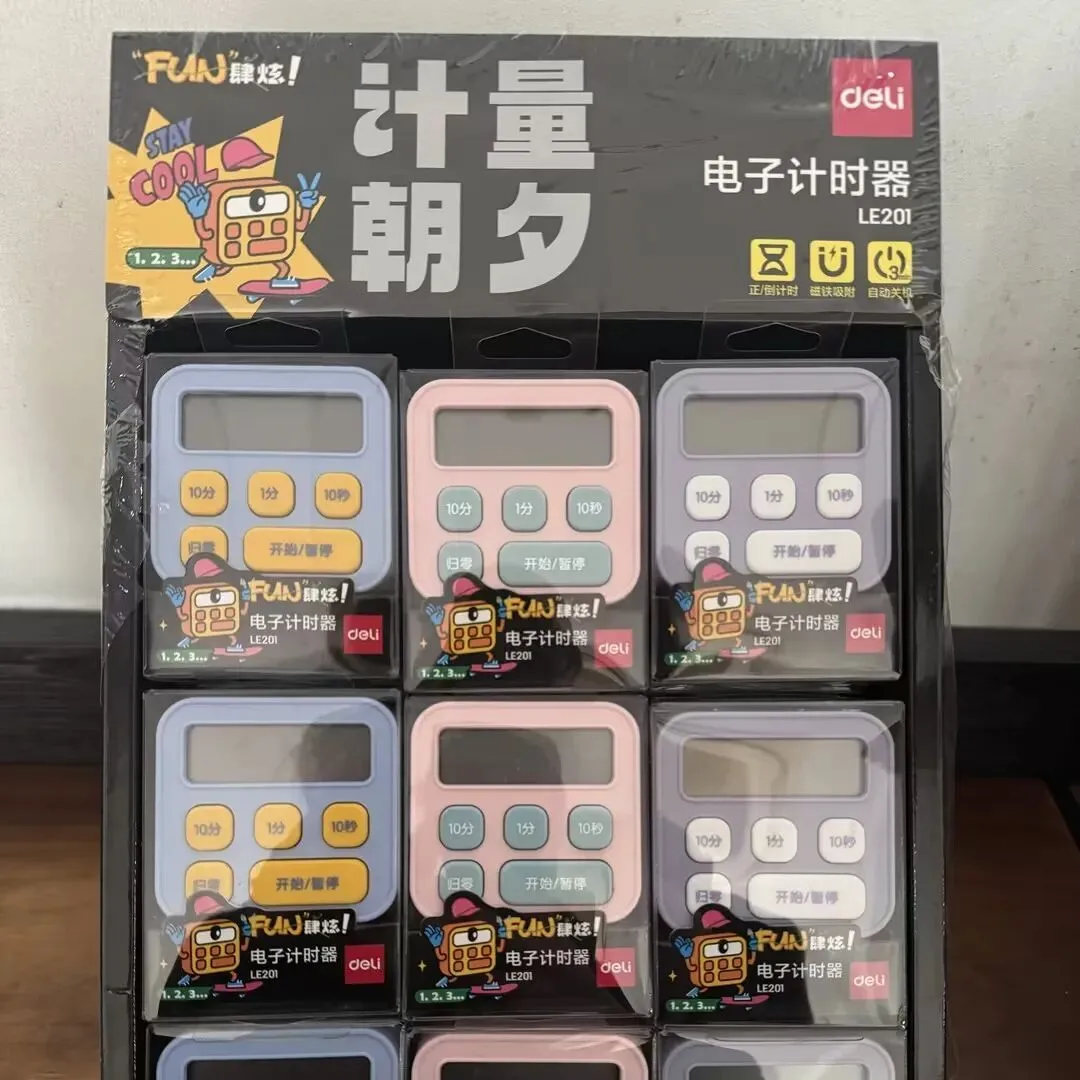 "FUN"肆炫!
计量
朝夕
deli
电子计时器
LE201
STAY
COOL
1. 2. 3...
正/倒计时
磁铁吸附
自动关机
3min
10分
1分
10秒
归零
开始/暂停
"FUN"肆炫!
电子计时器
LE201
deli
1. 2. 3...
10分
1分
10秒
归零
开始/暂停
"FUN"肆炫!
电子计时器
LE201
deli
1. 2. 3...
10分
1分
10秒
归零
开始/暂停
"FUN"肆炫!
电子计时器
LE201
deli
1. 2. 3...
10分
1分
10秒
归零
开始/暂停
"FUN"肆炫!
电子计时器
LE201
deli
1. 2. 3...
10分
1分
10秒
归零
开始/暂停
"FUN"肆炫!
电子计时器
LE201
deli
1. 2. 3...
10分
1分
10秒
归零
开始/暂停
"FUN"肆炫!
电子计时器
LE201
deli
1. 2. 3...